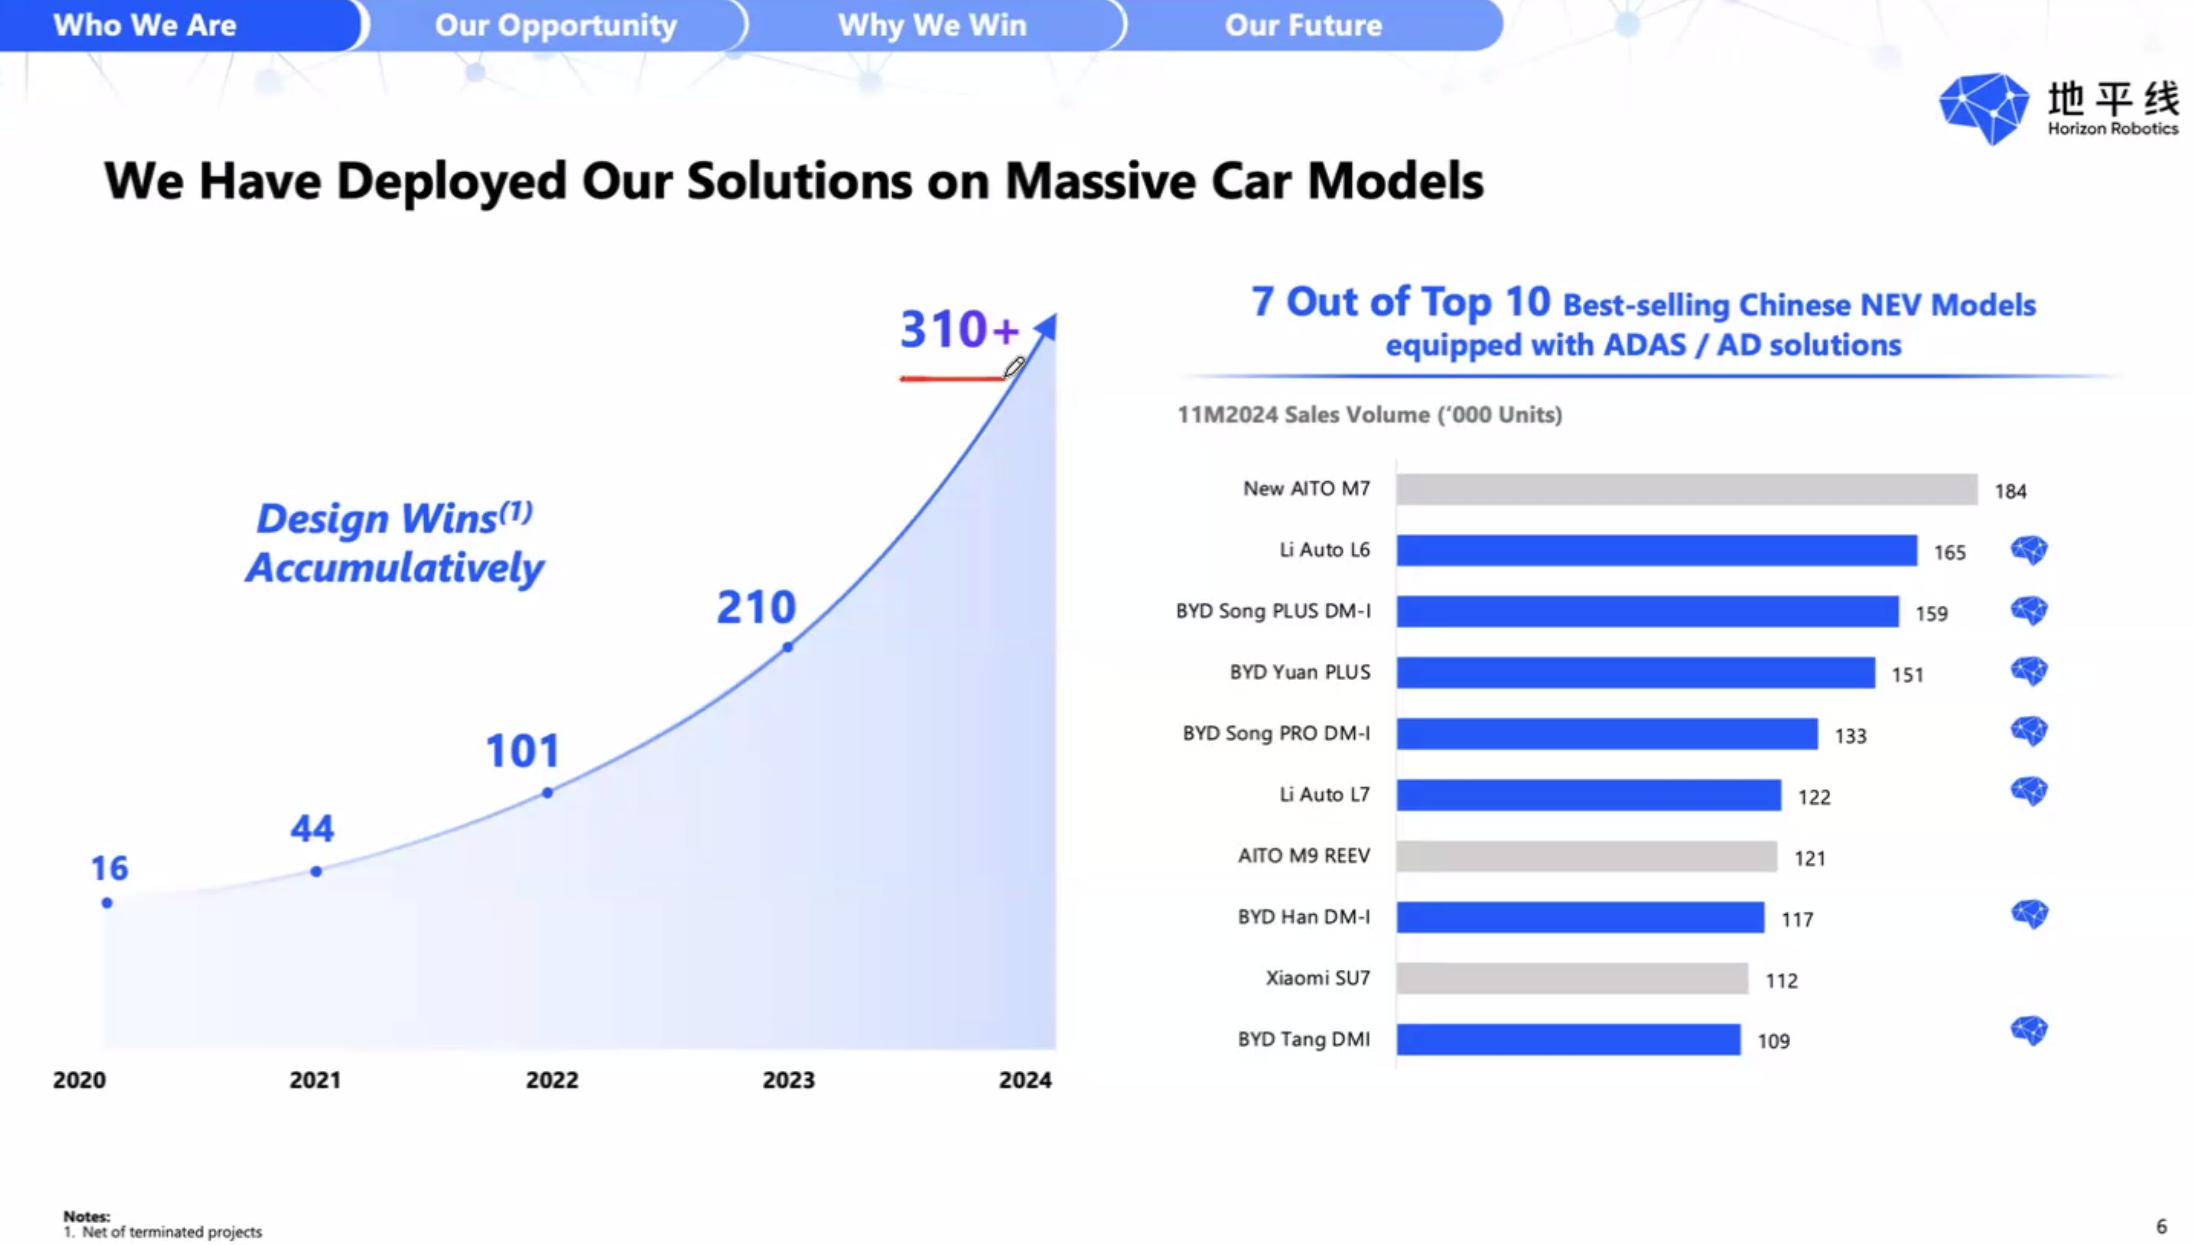 Who We Are
Our Opportunity
Why We Win
Our Future
地平线
Horizon Robotics
We Have Deployed Our Solutions on Massive Car Models
310+
Design Wins(1)
Accumulatively
210
101
44
16
2020
2021
2022
2023
2024
7 Out of Top 10 Best-selling Chinese NEV Models
equipped with ADAS / AD solutions
11M2024 Sales Volume ('000 Units)
New AITO M7 184
Li Auto L6 165
BYD Song PLUS DM-I 159
BYD Yuan PLUS 151
BYD Song PRO DM-I 133
Li Auto L7 122
AITO M9 REEV 121
BYD Han DM-I 117
Xiaomi SU7 112
BYD Tang DMI 109
Notes:
1. Net of terminated projects
6